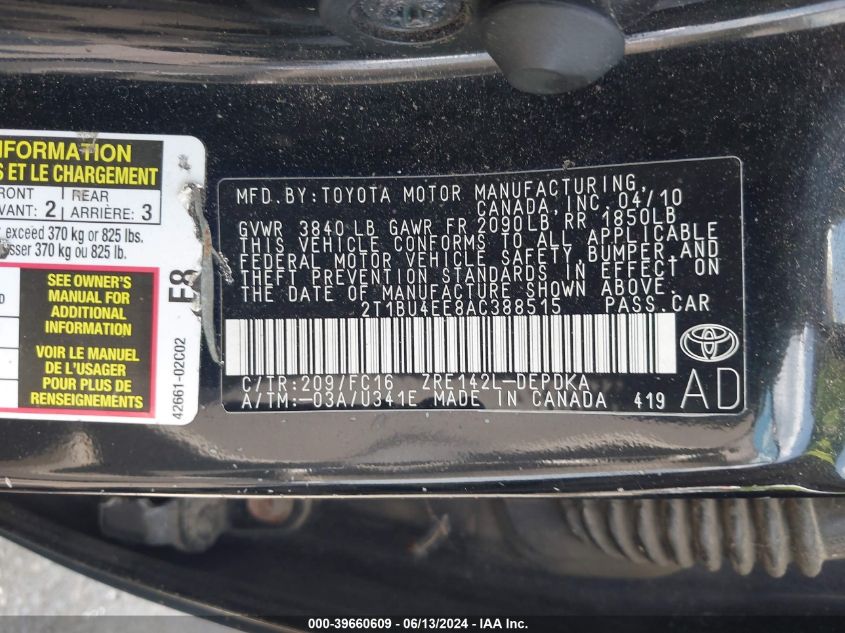 INFORMATION
S ET LE CHARGEMENT
FRONT
REAR
AVANT: 2
ARRIÈRE: 3
exceed 370 kg or 825 lbs.
sser 370 kg ou 825 lb.
SEE OWNER'S
MANUAL FOR
ADDITIONAL
INFORMATION
VOIR LE MANUEL
DE L'USAGER
POUR PLUS DE
RENSEIGNEMENTS
E8
42661-02C02
MFD. BY: TOYOTA MOTOR MANUFACTURING,
CANADA, INC. 04/10
GVWR 3840 LB GAWR FR 2090LB, RR 1850LB
THIS VEHICLE CONFORMS TO ALL APPLICABLE
FEDERAL MOTOR VEHICLE SAFETY, BUMPER, AND
THEFT PREVENTION STANDARDS IN EFFECT ON
THE DATE OF MANUFACTURE SHOWN ABOVE.
2T1BU4EE8AC388515 PASS.CAR
C/TR:209/FC16 ZRE142L-DEPDKA
A/TM:-03A/U341E MADE IN CANADA 419
AD
000-39660609 - 06/13/2024 - IAA Inc.